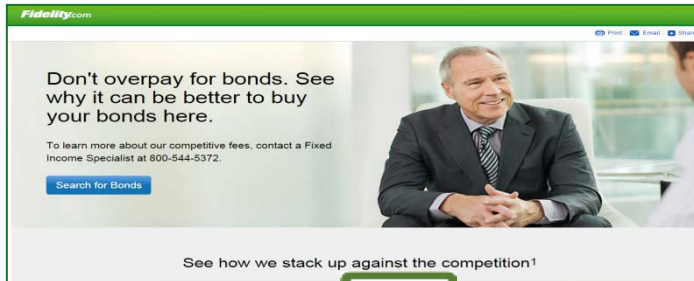 Fidelity.com
Print Email Share
Don't overpay for bonds. See
why it can be better to buy
your bonds here.
To learn more about our competitive fees, contact a Fixed
Income Specialist at 800-544-5372.
Search for Bonds
See how we stack up against the competition1